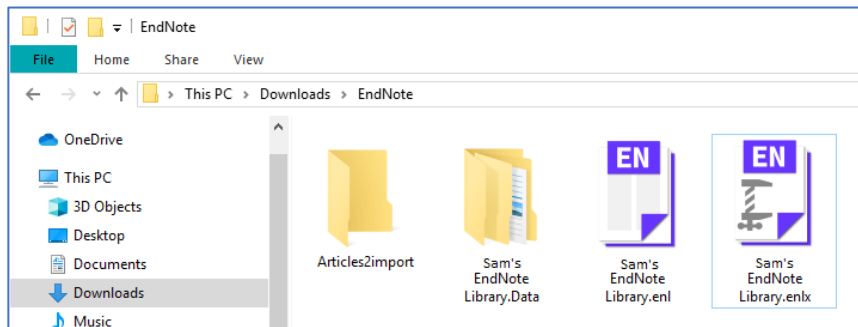 EndNote
File Home Share View
This PC > Downloads > EndNote
OneDrive
This PC
3D Objects
Desktop
Documents
Downloads
Music
Articles2import
Sam's
EndNote
Library.Data
EN
Sam's
EndNote
Library.enl
EN
Sam's
EndNote
Library.enlx